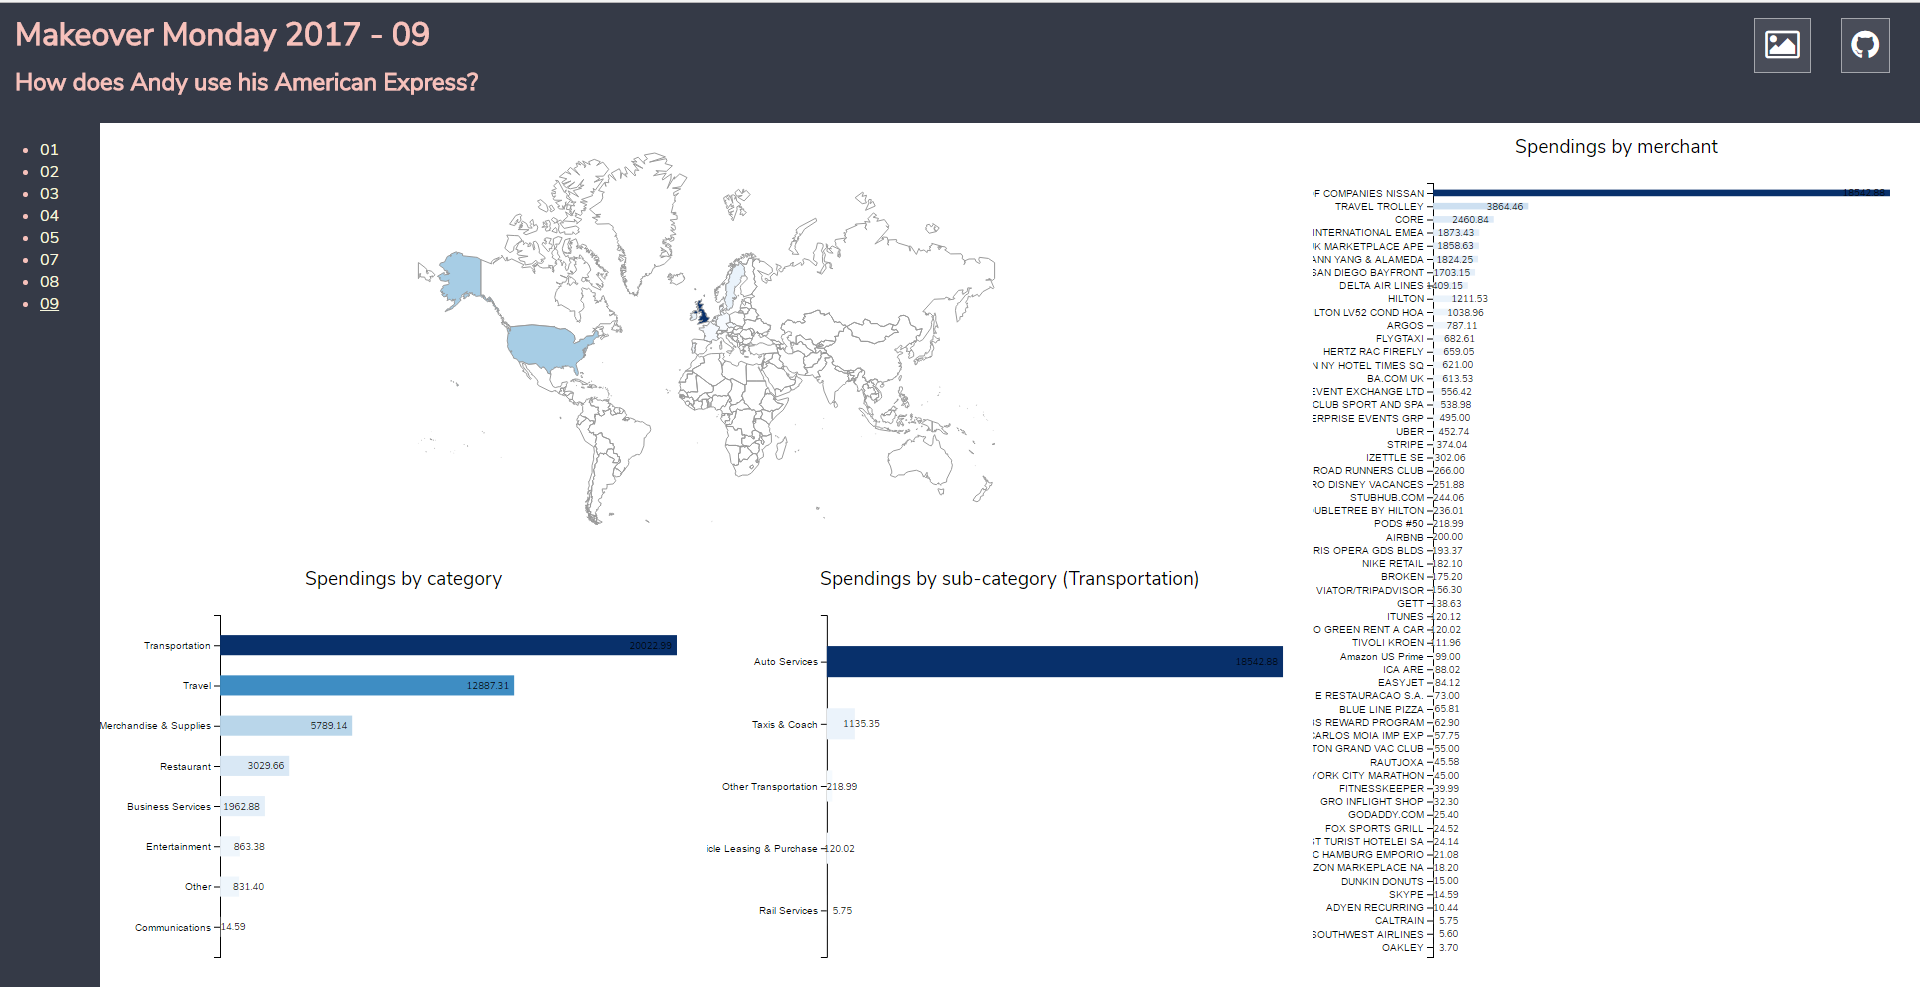 Makeover Monday 2017 - 09
How does Andy use his American Express?
01
02
03
04
05
07
08
09
Spendings by category
Transportation 20022.99
Travel 12887.31
Merchandise & Supplies 5789.14
Restaurant 3029.66
Business Services 1962.88
Entertainment 863.38
Other 831.40
Communications 14.59
Spendings by sub-category (Transportation)
Auto Services 18542.88
Taxis & Coach 1135.35
Other Transportation 218.99
icle Leasing & Purchase 120.02
Rail Services 5.75
Spendings by merchant
F COMPANIES NISSAN 18542.88
TRAVEL TROLLEY 3864.46
CORE 2460.84
INTERNATIONAL EMEA 1873.43
K MARKETPLACE APE 1858.63
ANN YANG & ALAMEDA 1824.25
SAN DIEGO BAYFRONT 1703.15
DELTA AIR LINES 1409.15
HILTON 1211.53
LTON LV52 COND HOA 1038.96
ARGOS 787.11
FLYGTAXI 682.61
HERTZ RAC FIREFLY 659.05
N NY HOTEL TIMES SQ 621.00
BA.COM UK 613.53
EVENT EXCHANGE LTD 556.42
CLUB SPORT AND SPA 538.98
ERPRISE EVENTS GRP 495.00
UBER 452.74
STRIPE 374.04
IZETTLE SE 302.06
ROAD RUNNERS CLUB 266.00
RO DISNEY VACANCES 251.88
STUBHUB.COM 244.06
UBLETREE BY HILTON 236.01
PODS #50 218.99
AIRBNB 200.00
RIS OPERA GDS BLDS 193.37
NIKE RETAIL 182.10
BROKEN 175.20
VIATOR/TRIPADVISOR 156.30
GETT 138.63
ITUNES 120.12
O GREEN RENT A CAR 120.02
TIVOLI KROEN 111.96
Amazon US Prime 99.00
ICA ARE 88.02
EASYJET 84.12
E RESTAURACAO S.A. 73.00
BLUE LINE PIZZA 65.81
SS REWARD PROGRAM 62.90
CARLOS MOIA IMP EXP 57.75
TON GRAND VAC CLUB 55.00
RAUTJOXA 45.58
YORK CITY MARATHON 45.00
FITNESSKEEPER 39.99
GRO INFLIGHT SHOP 32.30
GODADDY.COM 25.40
FOX SPORTS GRILL 24.52
ST TURIST HOTELEI SA 24.14
C HAMBURG EMPORIO 21.08
ZON MARKEPLACE NA 18.20
DUNKIN DONUTS 15.00
SKYPE 14.59
ADYEN RECURRING 10.44
CALTRAIN 5.75
SOUTHWEST AIRLINES 5.60
OAKLEY 3.70